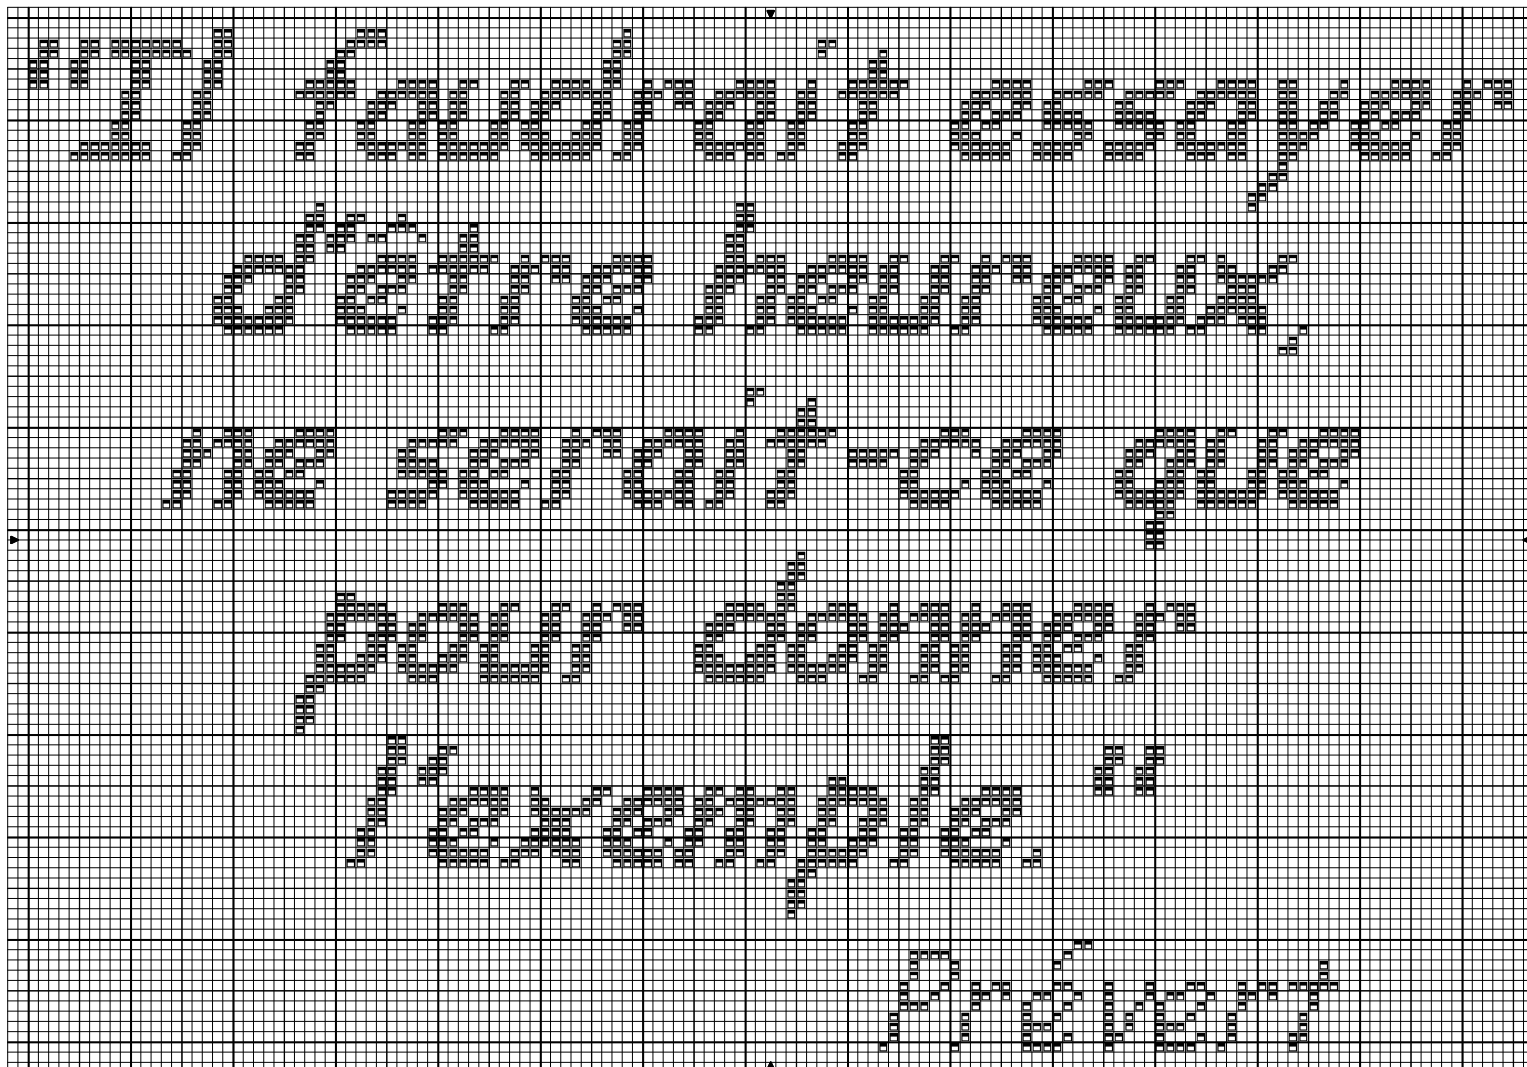 "Il faudrait essayer
d'être heureux,
ne serait-ce que
pour donner
l'exemple. "
Prévert